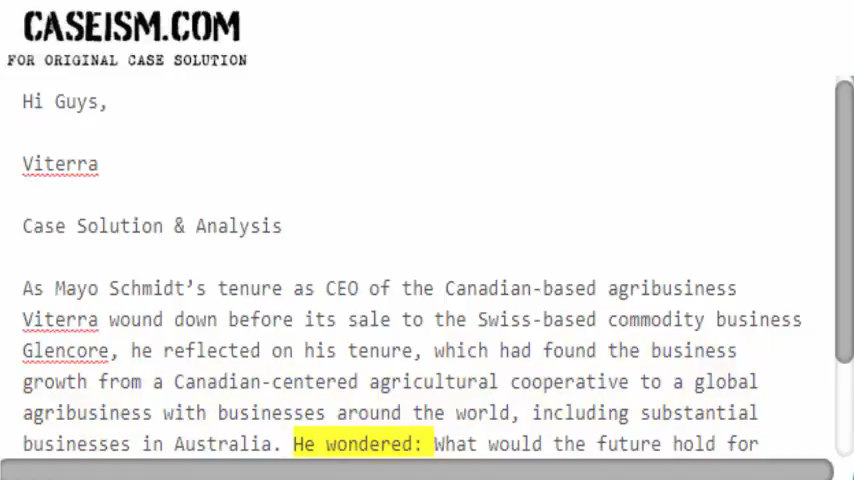 CASEISM.COM
FOR ORIGINAL CASE SOLUTION
Hi Guys,
Viterra
Case Solution & Analysis
As Mayo Schmidt’s tenure as CEO of the Canadian-based agribusiness
Viterra wound down before its sale to the Swiss-based commodity business
Glencore, he reflected on his tenure, which had found the business
growth from a Canadian-centered agricultural cooperative to a global
agribusiness with businesses around the world, including substantial
businesses in Australia. He wondered: What would the future hold for